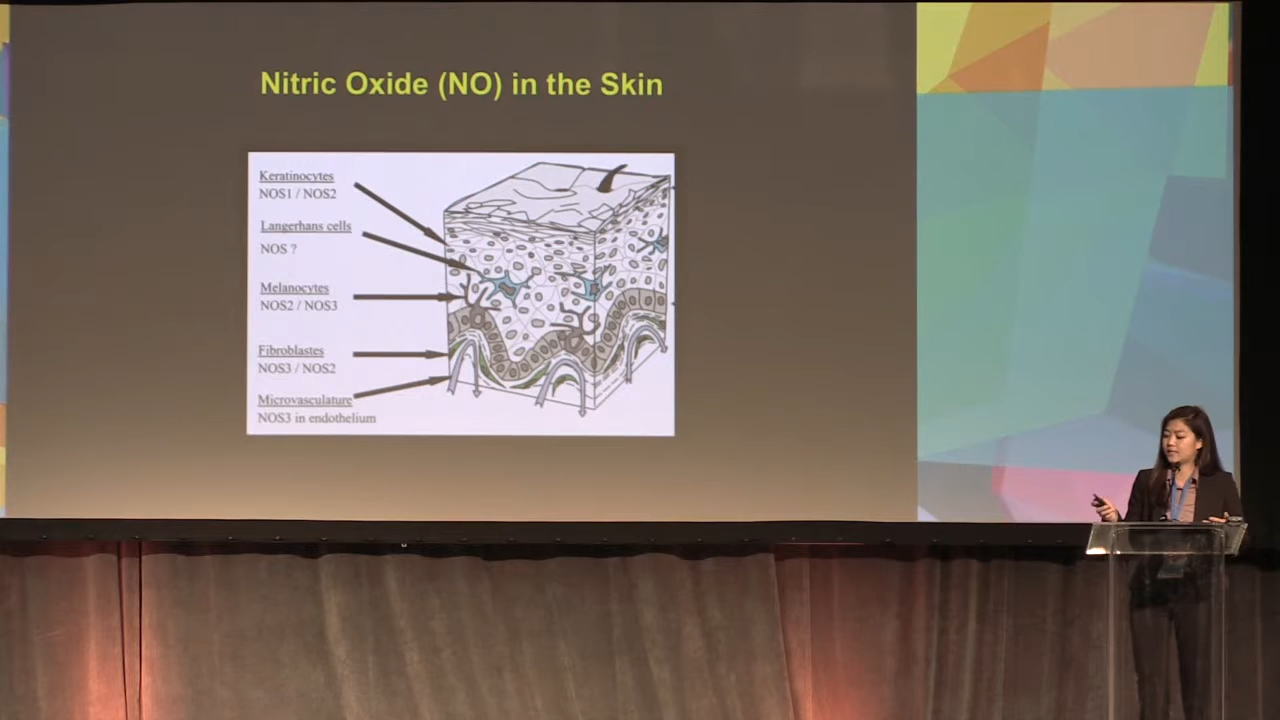 Nitric Oxide (NO) in the Skin
Keratinocytes
NOS1 / NOS2
Langerhans cells
NOS ?
Melanocytes
NOS2 / NOS3
Fibroblastes
NOS3 / NOS2
Microvasculature
NOS3 in endothelium